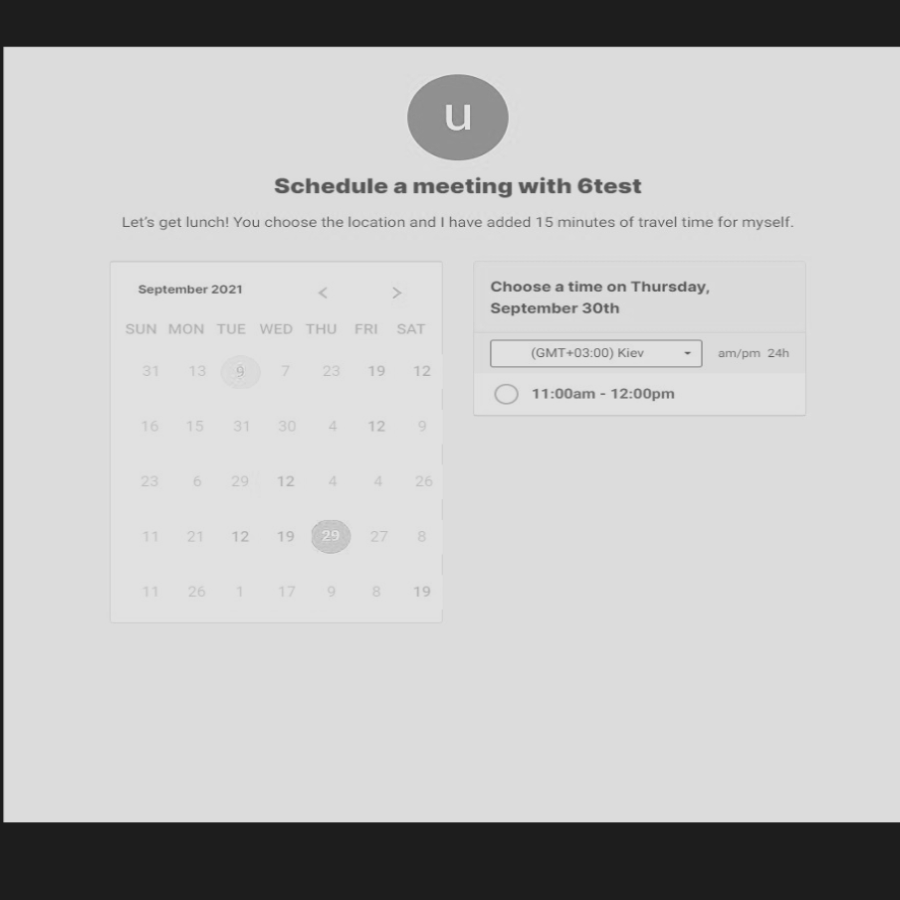 u
Schedule a meeting with 6test
Let's get lunch! You choose the location and I have added 15 minutes of travel time for myself.
September 2021 < >
SUN MON TUE WED THU FRI SAT
31 13 9 7 23 19 12
16 15 31 30 4 12 9
23 6 29 12 4 4 26
11 21 12 19 29 27 8
11 26 1 17 9 8 19
Choose a time on Thursday,
September 30th
(GMT+03:00) Kiev am/pm 24h
11:00am - 12:00pm